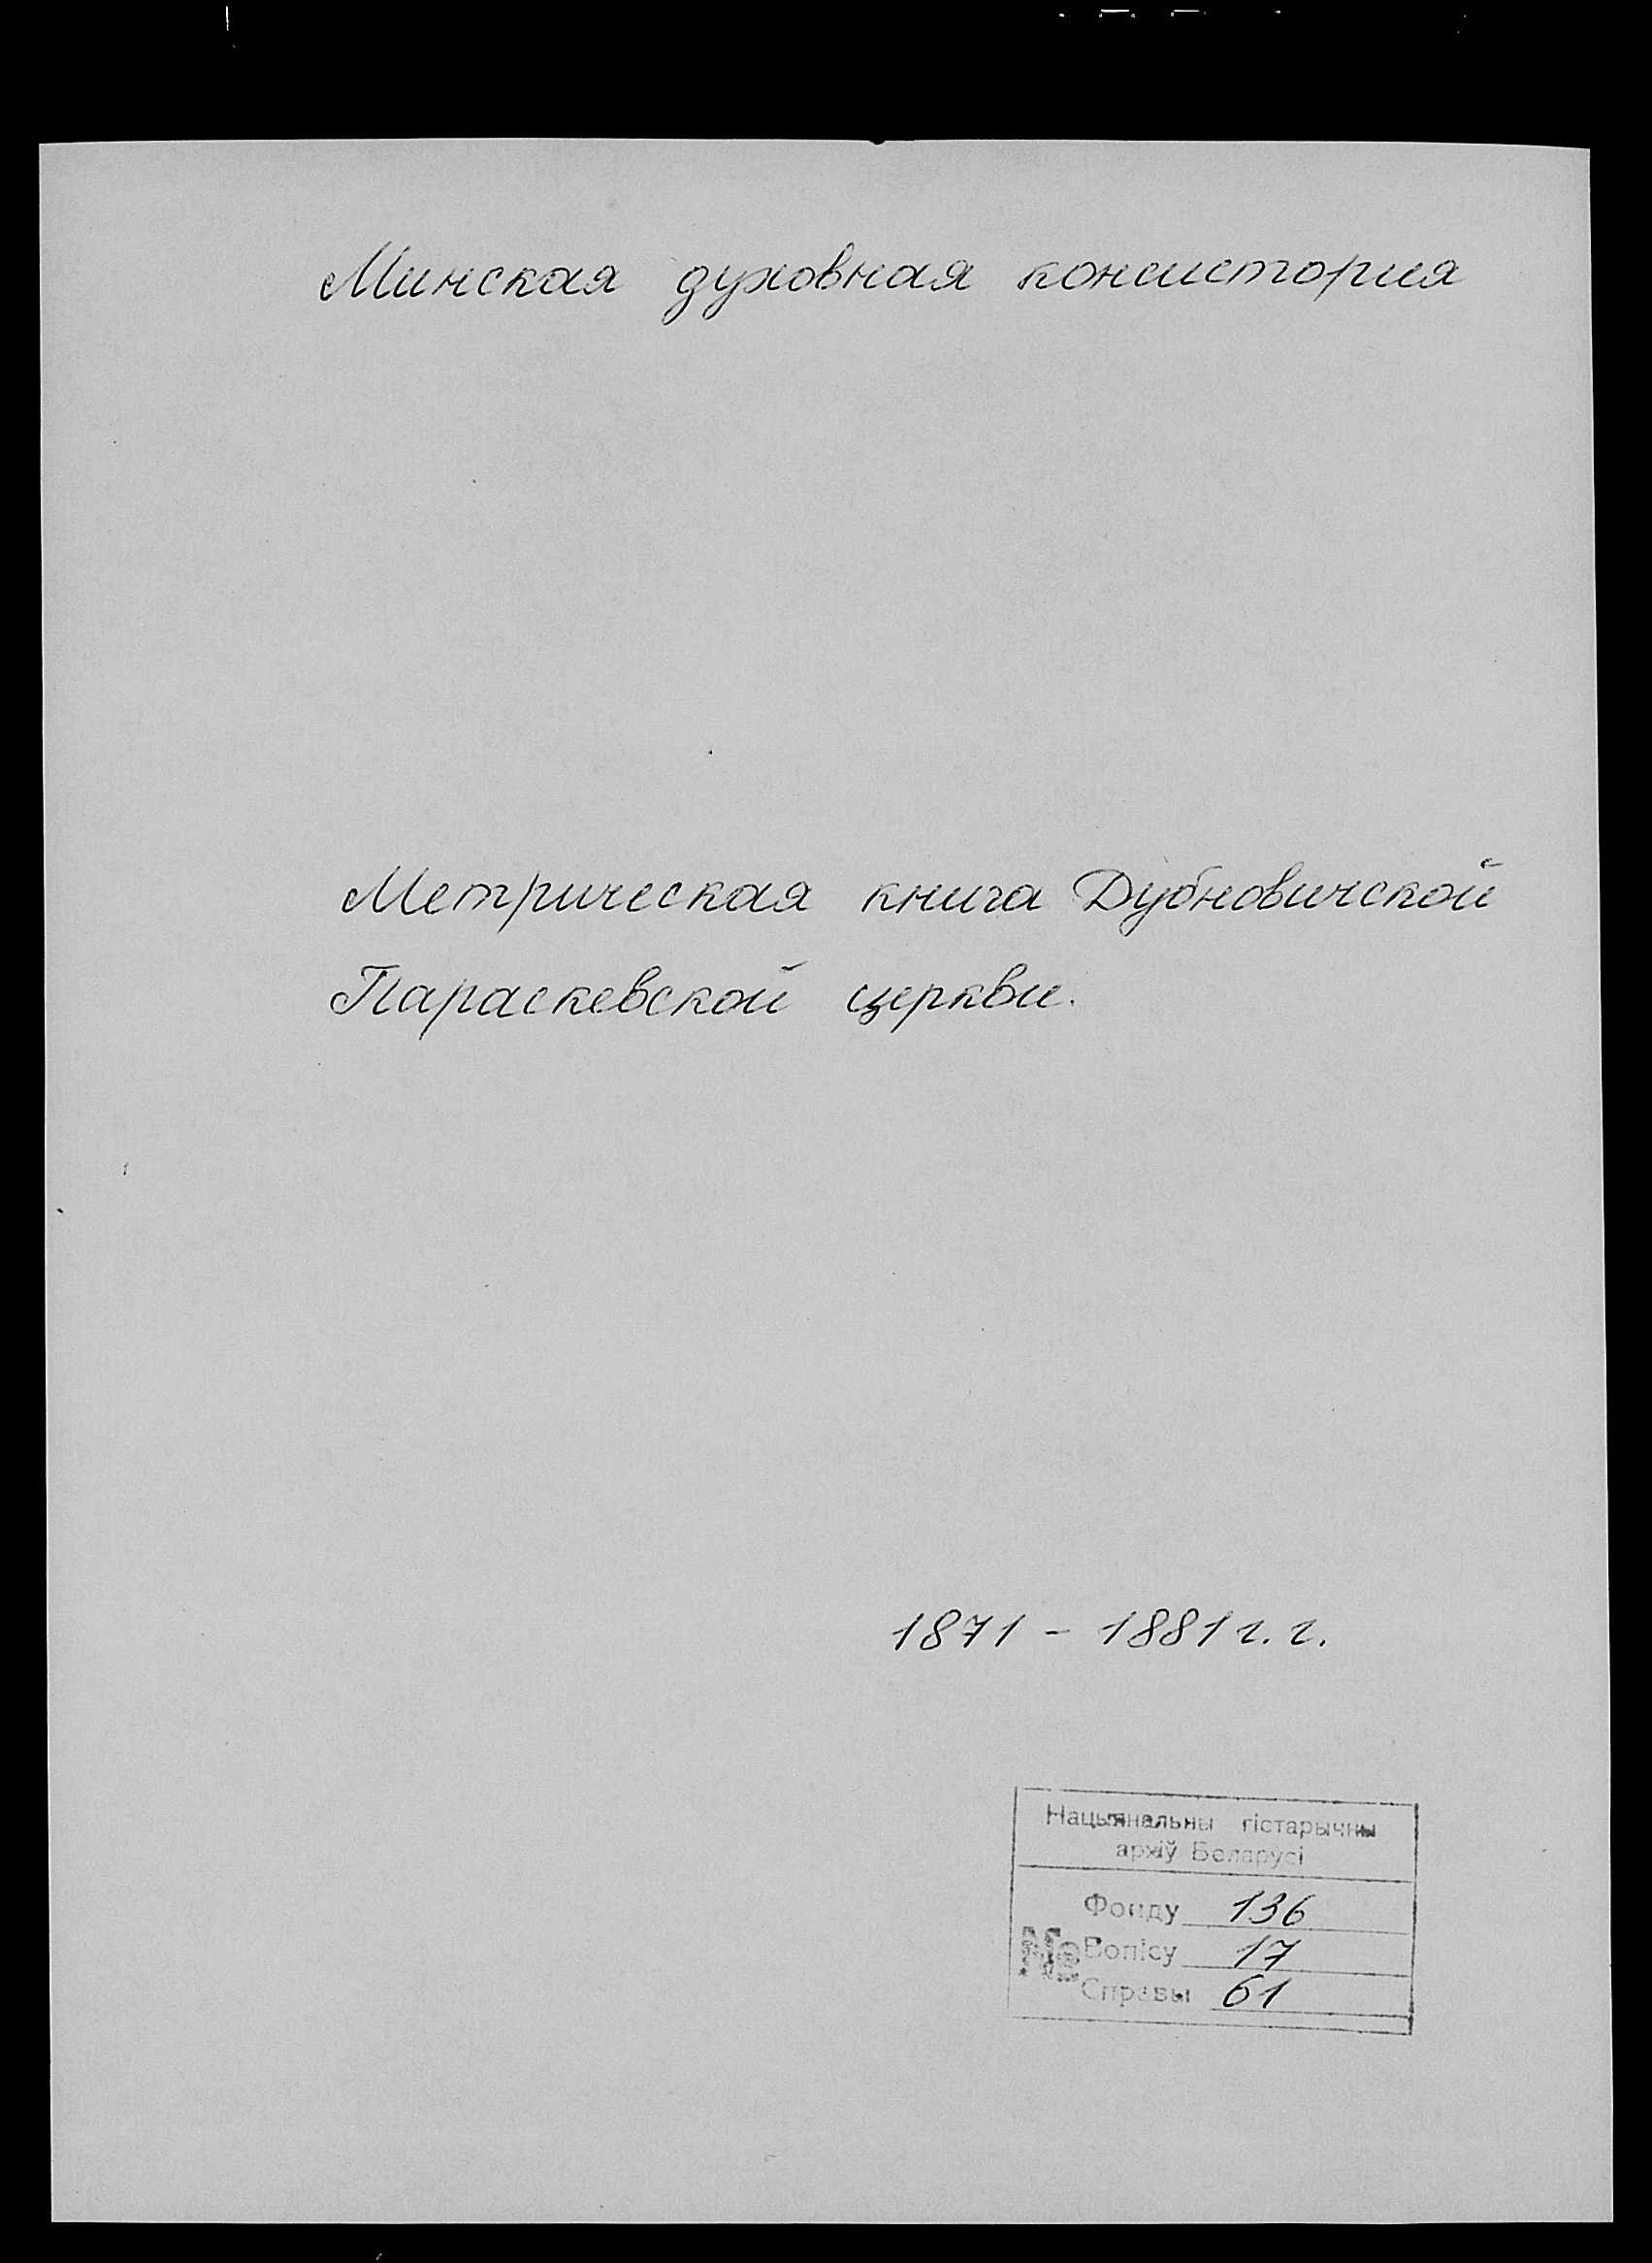 Минская духовная консистория
Метрическая книга Дубновичской
Параскевской церкви.
1871 - 1881 г. г.
Нацыянальны гістарычны
архіў Беларусі
Фонду 136
№ Вопісу 17
Справы 61